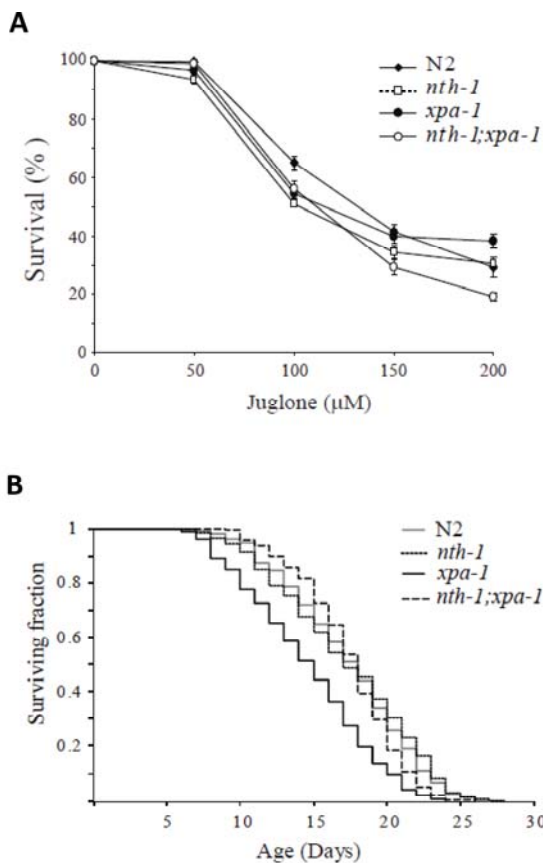 A
N2
nth-1
xpa-1
nth-1;xpa-1
Survival (%)
100
80
60
40
20
0
0 50 100 150 200
Juglone (μM)
B
N2
nth-1
xpa-1
nth-1;xpa-1
Surviving fraction
1
0.8
0.6
0.4
0.2
5 10 15 20 25 30
Age (Days)